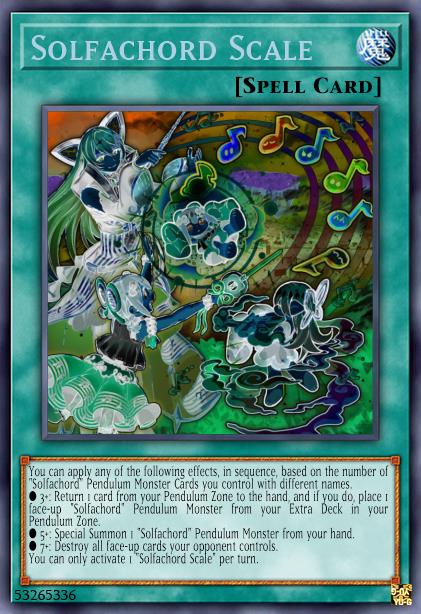 Solfachord Scale
魔
[Spell Card]
You can apply any of the following effects, in sequence, based on the number of
"Solfachord" Pendulum Monster Cards you control with different names.
● 3+: Return 1 card from your Pendulum Zone to the hand, and if you do, place 1
face-up "Solfachord" Pendulum Monster from your Extra Deck in your
Pendulum Zone.
● 5+: Special Summon 1 "Solfachord" Pendulum Monster from your hand.
● 7+: Destroy all face-up cards your opponent controls.
You can only activate 1 "Solfachord Scale" per turn.
53265336